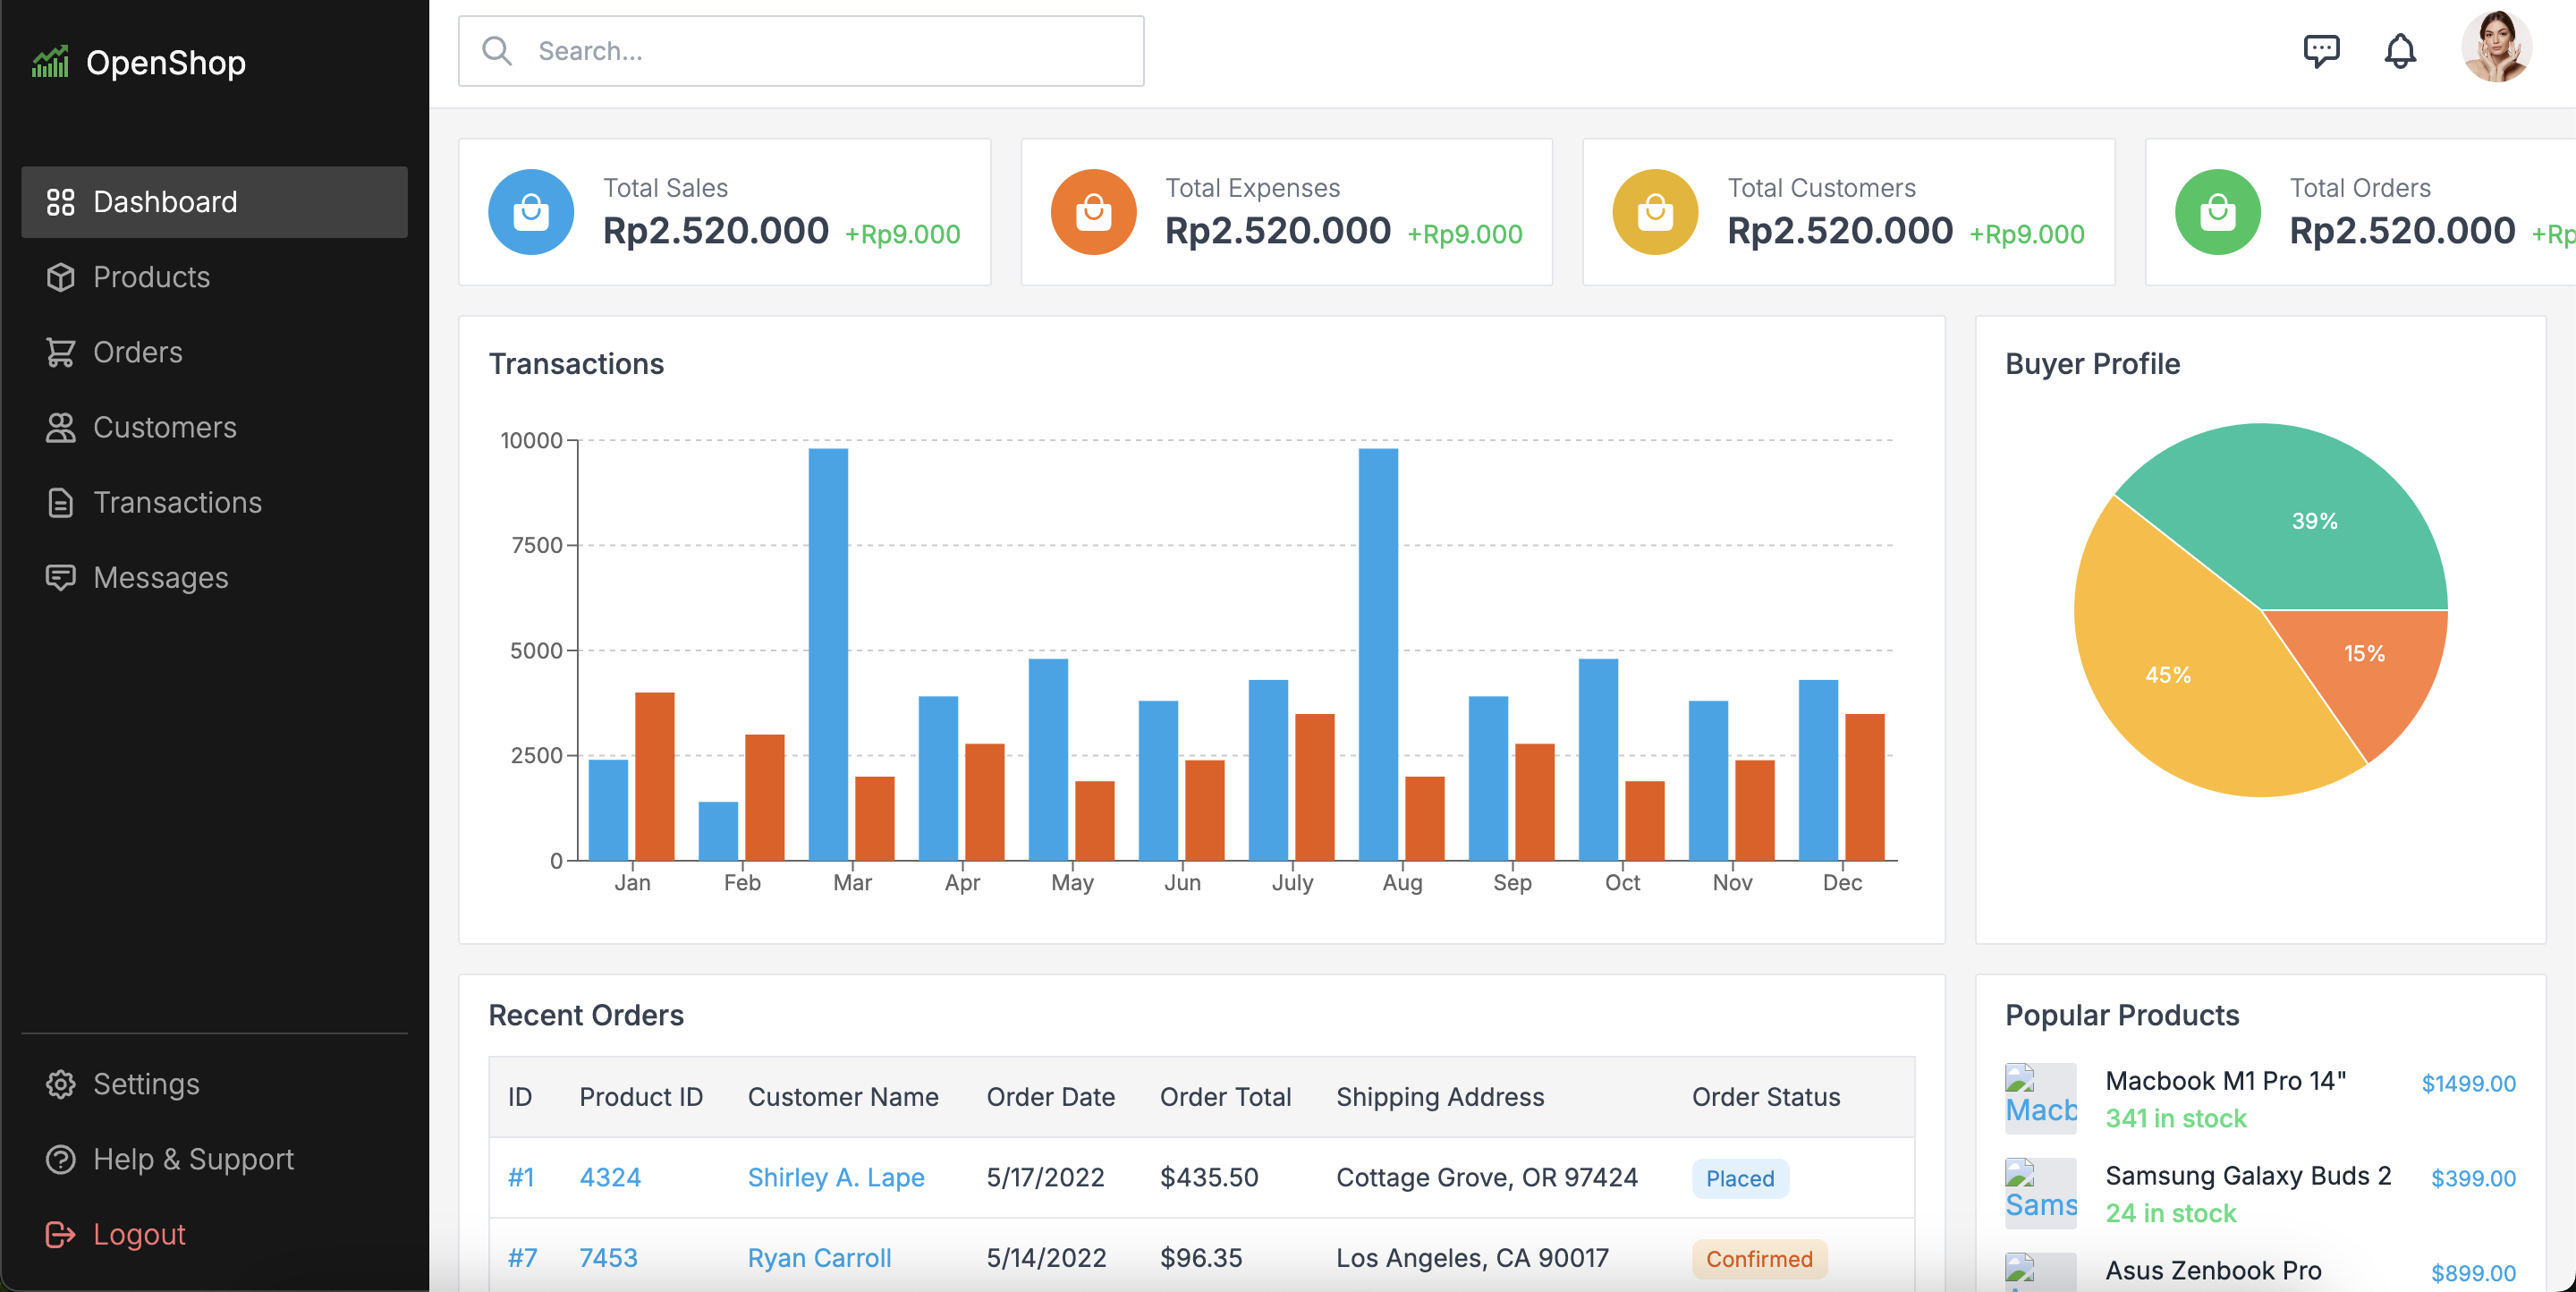 OpenShop
Dashboard
Products
Orders
Customers
Transactions
Messages
Settings
Help & Support
Logout
Search...
Total Sales
Rp2.520.000 +Rp9.000
Total Expenses
Rp2.520.000 +Rp9.000
Total Customers
Rp2.520.000 +Rp9.000
Total Orders
Rp2.520.000 +Rp
Transactions
10000
7500
5000
2500
0
Jan Feb Mar Apr May Jun July Aug Sep Oct Nov Dec
Buyer Profile
39%
45%
15%
Recent Orders
ID Product ID Customer Name Order Date Order Total Shipping Address Order Status
#1 4324 Shirley A. Lape 5/17/2022 $435.50 Cottage Grove, OR 97424 Placed
#7 7453 Ryan Carroll 5/14/2022 $96.35 Los Angeles, CA 90017 Confirmed
Popular Products
Macb
Macbook M1 Pro 14" $1499.00
341 in stock
Sams
Samsung Galaxy Buds 2 $399.00
24 in stock
Asus Zenbook Pro $899.00